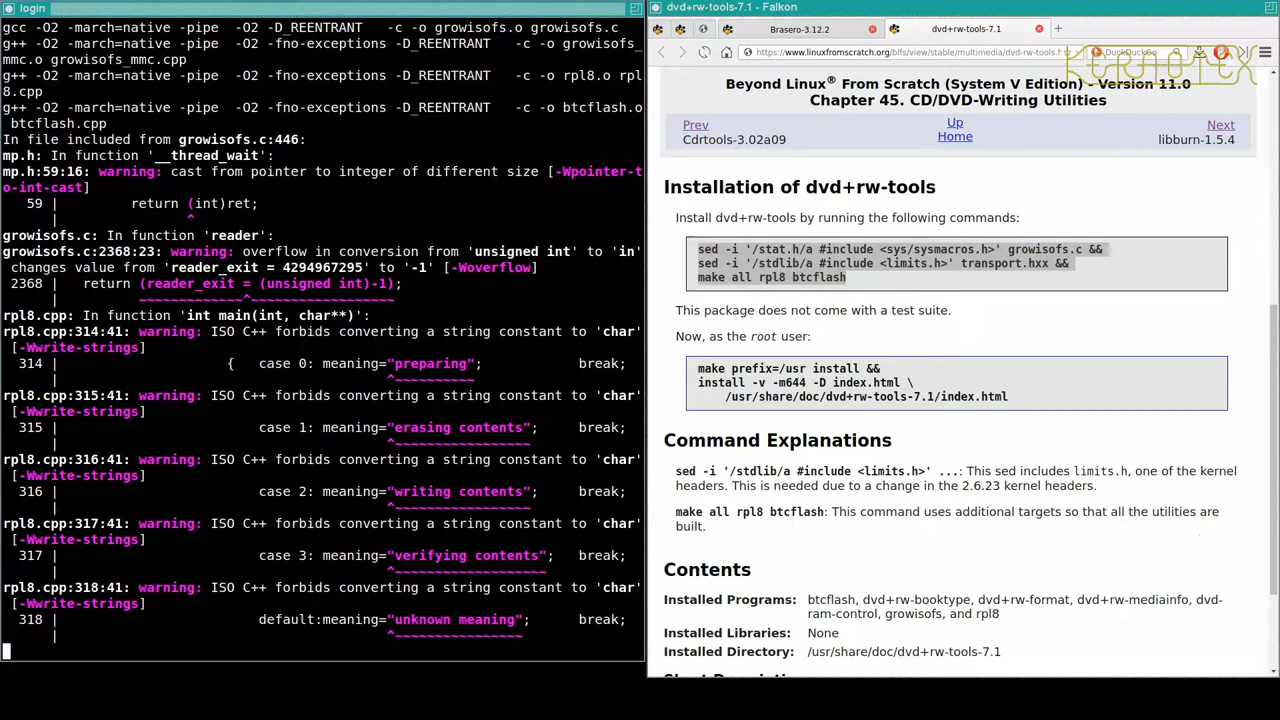 login
gcc -O2 -march=native -pipe  -O2 -D_REENTRANT   -c -o growisofs.o growisofs.c
g++ -O2 -march=native -pipe  -O2 -fno-exceptions -D_REENTRANT   -c -o growisofs_
mmc.o growisofs_mmc.cpp
g++ -O2 -march=native -pipe  -O2 -fno-exceptions -D_REENTRANT   -c -o rpl8.o rpl
8.cpp
g++ -O2 -march=native -pipe  -O2 -fno-exceptions -D_REENTRANT   -c -o btcflash.o
 btcflash.cpp
In file included from growisofs.c:446:
mp.h: In function '__thread_wait':
mp.h:59:16: warning: cast from pointer to integer of different size [-Wpointer-t
o-int-cast]
   59 |         return (int)ret;
      |                ^
growisofs.c: In function 'reader':
growisofs.c:2368:23: warning: overflow in conversion from 'unsigned int' to 'in'
changes value from 'reader_exit = 4294967295' to '-1' [-Woverflow]
 2368 |   return (reader_exit = (unsigned int)-1);
      |          ~~~~~~~~~~~~~^~~~~~~~~~~~~~~~~~~
rpl8.cpp: In function 'int main(int, char**)':
rpl8.cpp:314:41: warning: ISO C++ forbids converting a string constant to 'char'
 [-Wwrite-strings]
  314 |                     {   case 0: meaning="preparing";            break;
      |                                         ^~~~~~~~~~~
rpl8.cpp:315:41: warning: ISO C++ forbids converting a string constant to 'char'
 [-Wwrite-strings]
  315 |                         case 1: meaning="erasing contents";     break;
      |                                         ^~~~~~~~~~~~~~~~~~
rpl8.cpp:316:41: warning: ISO C++ forbids converting a string constant to 'char'
 [-Wwrite-strings]
  316 |                         case 2: meaning="writing contents";     break;
      |                                         ^~~~~~~~~~~~~~~~~~
rpl8.cpp:317:41: warning: ISO C++ forbids converting a string constant to 'char'
 [-Wwrite-strings]
  317 |                         case 3: meaning="verifying contents";   break;
      |                                         ^~~~~~~~~~~~~~~~~~~~
rpl8.cpp:318:41: warning: ISO C++ forbids converting a string constant to 'char'
 [-Wwrite-strings]
  318 |                         default:meaning="unknown meaning";      break;
      |                                         ^~~~~~~~~~~~~~~~~
dvd+rw-tools-7.1 - Falkon
Brasero-3.12.2
dvd+rw-tools-7.1
https://www.linuxfromscratch.org/blfs/view/stable/multimedia/dvd-rw-tools.h
DuckDuckGo
KERNOTEX
Beyond Linux® From Scratch (System V Edition) - Version 11.0
Chapter 45. CD/DVD-Writing Utilities
Prev
Up
Next
Cdrtools-3.02a09
Home
libburn-1.5.4
Installation of dvd+rw-tools
Install dvd+rw-tools by running the following commands:
sed -i '/stat.h/a #include <sys/sysmacros.h>' growisofs.c &&
sed -i '/stdlib/a #include <limits.h>' transport.hxx &&
make all rpl8 btcflash
This package does not come with a test suite.
Now, as the root user:
make prefix=/usr install &&
install -v -m644 -D index.html \
    /usr/share/doc/dvd+rw-tools-7.1/index.html
Command Explanations
sed -i '/stdlib/a #include <limits.h>' ...: This sed includes limits.h, one of the kernel
headers. This is needed due to a change in the 2.6.23 kernel headers.
make all rpl8 btcflash: This command uses additional targets so that all the utilities are
built.
Contents
Installed Programs: btcflash, dvd+rw-booktype, dvd+rw-format, dvd+rw-mediainfo, dvd-
ram-control, growisofs, and rpl8
Installed Libraries: None
Installed Directory: /usr/share/doc/dvd+rw-tools-7.1